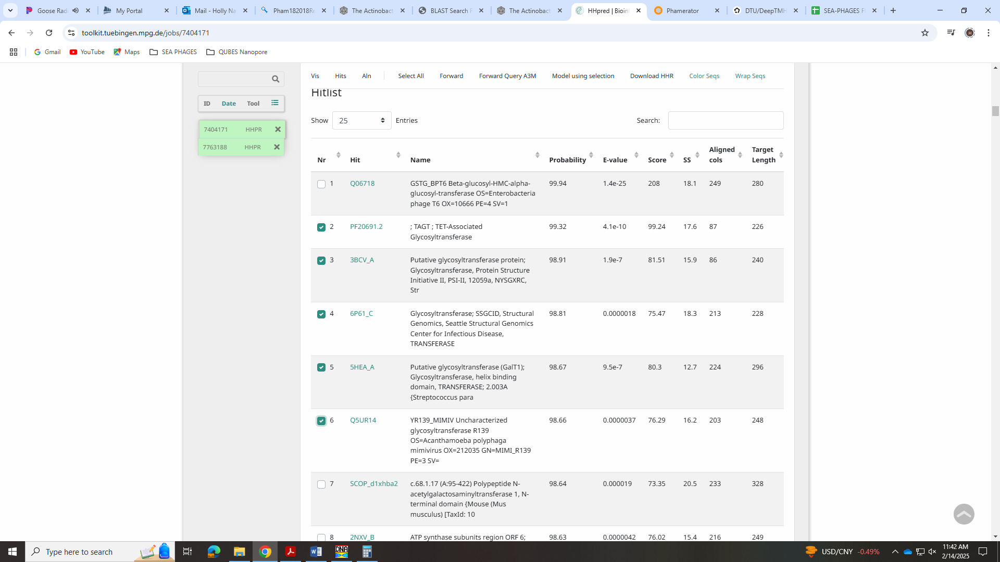 Goose Radi
My Portal
Mail - Holly Na
Pham182018Re
The Actinobact
BLAST Search R
The Actinobact
HHpred | Bioin
Phamerator
DTU/DeepTMH
SEA-PHAGES F
toolkit.tuebingen.mpg.de/jobs/7404171
H
Gmail
YouTube
Maps
SEA PHAGES
QUBES Nanopore
Vis Hits Aln Select All Forward Forward Query A3M Model using selection Download HHR Color Seqs Wrap Seqs
ID Date Tool
7404171 HHPR
7763188 HHPR
Hitlist
Show 25 Entries Search:
Nr Hit Name Probability E-value Score SS Aligned cols Target Length
1 Q06718 GSTG_BPT6 Beta-glucosyl-HMC-alpha- 99.94 1.4e-25 208 18.1 249 280
glucosyl-transferase OS=Enterobacteria
phage T6 OX=10666 PE=4 SV=1
2 PF20691.2 ; TAGT ; TET-Associated 99.32 4.1e-10 99.24 17.6 87 226
Glycosyltransferase
3 3BCV_A Putative glycosyltransferase protein; 98.91 1.9e-7 81.51 15.9 86 240
Glycosyltransferase, Protein Structure
Initiative II, PSI-II, 12059a, NYSGXRC,
Str
4 6P61_C Glycosyltransferase; SSGCID, Structural 98.81 0.0000018 75.47 18.3 213 228
Genomics, Seattle Structural Genomics
Center for Infectious Disease,
TRANSFERASE
5 5HEA_A Putative glycosyltransferase (GalT1); 98.67 9.5e-7 80.3 12.7 224 296
Glycosyltransferase, helix binding
domain, TRANSFERASE; 2.003A
{Streptococcus para
6 Q5UR14 YR139_MIMIV Uncharacterized 98.66 0.0000037 76.29 16.2 203 248
glycosyltransferase R139
OS=Acanthamoeba polyphaga
mimivirus OX=212035 GN=MIMI_R139
PE=3 SV=
7 SCOP_d1xhba2 c.68.1.17 (A:95-422) Polypeptide N- 98.64 0.000019 73.35 20.5 233 328
acetylgalactosaminyltransferase 1, N-
terminal domain {Mouse (Mus
musculus) [TaxId: 10
8 2NXV_B ATP synthase subunits region ORF 6; 98.63 0.0000042 76.02 15.4 216 249
Type here to search
DNA
USD/CNY -0.49%
11:42 AM
2/14/2025